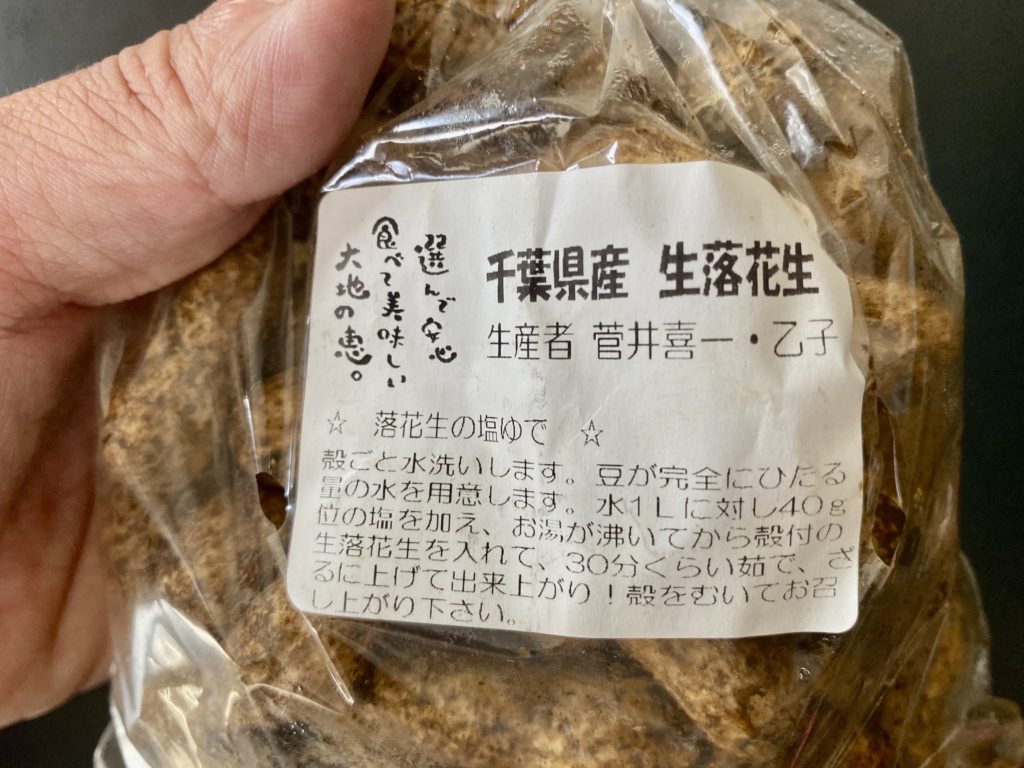 選んで安心
食べて美味しい
大地の恵。
千葉県産 生落花生
生産者 菅井喜一・乙子
☆ 落花生の塩ゆで ☆
殻ごと水洗いします。豆が完全にひたる
量の水を用意します。水1Lに対し40g
位の塩を加え、お湯が沸いてから殻付の
生落花生を入れて、30分くらい茹で、ざ
るに上げて出来上がり！殻をむいてお召
し上がり下さい。